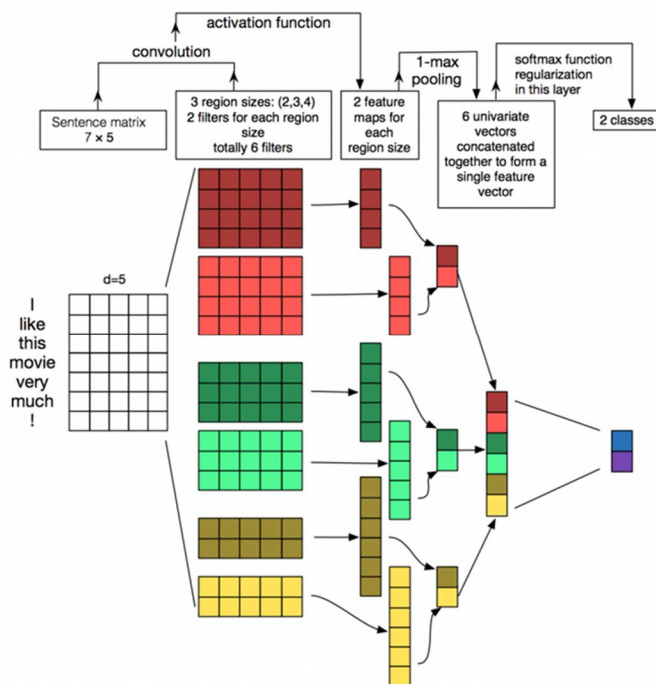 activation function
convolution
1-max
pooling
softmax function
regularization
in this layer
Sentence matrix
7 × 5
3 region sizes: (2,3,4)
2 filters for each region
size
totally 6 filters
2 feature
maps for
each
region size
6 univariate
vectors
concatenated
together to form a
single feature
vector
2 classes
d=5
I
like
this
movie
very
much
!